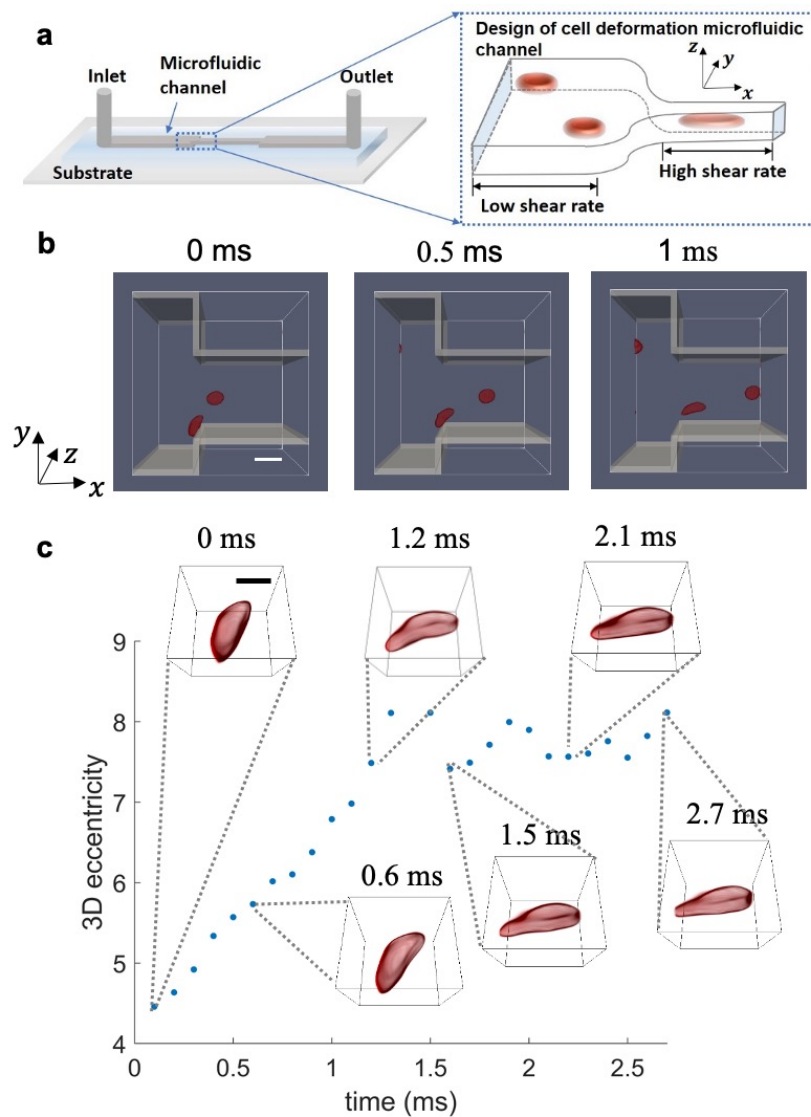 a
Microfluidic
channel
Inlet
Outlet
Substrate
Design of cell deformation microfluidic
channel
z
y
x
High shear rate
Low shear rate
b
0 ms
0.5 ms
1 ms
y
z
x
c
0 ms
1.2 ms
2.1 ms
0.6 ms
1.5 ms
2.7 ms
3D eccentricity
9
8
7
6
5
4
0
0.5
1
1.5
2
2.5
time (ms)